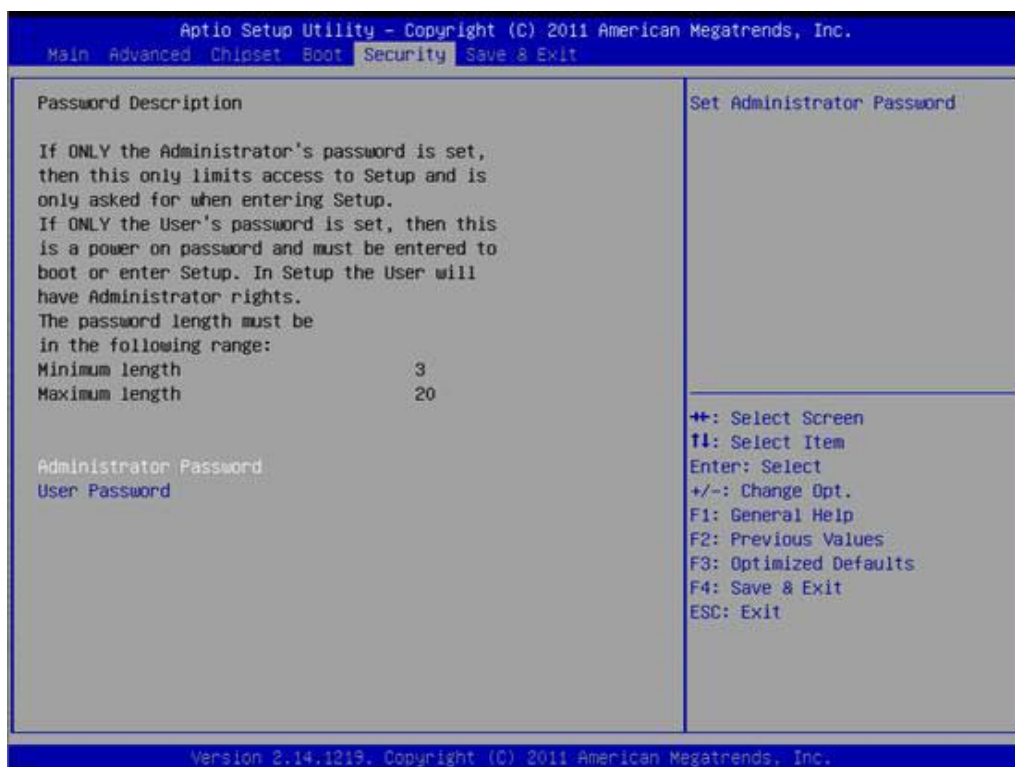 Aptio Setup Utility – Copyright (C) 2011 American Megatrends, Inc.
Main Advanced Chipset Boot Security Save & Exit
Password Description
If ONLY the Administrator's password is set,
then this only limits access to Setup and is
only asked for when entering Setup.
If ONLY the User's password is set, then this
is a power on password and must be entered to
boot or enter Setup. In Setup the User will
have Administrator rights.
The password length must be
in the following range:
Minimum length 3
Maximum length 20
Administrator Password
User Password
Set Administrator Password
→←: Select Screen
↑↓: Select Item
Enter: Select
+/-: Change Opt.
F1: General Help
F2: Previous Values
F3: Optimized Defaults
F4: Save & Exit
ESC: Exit
Version 2.14.1219. Copyright (C) 2011 American Megatrends, Inc.